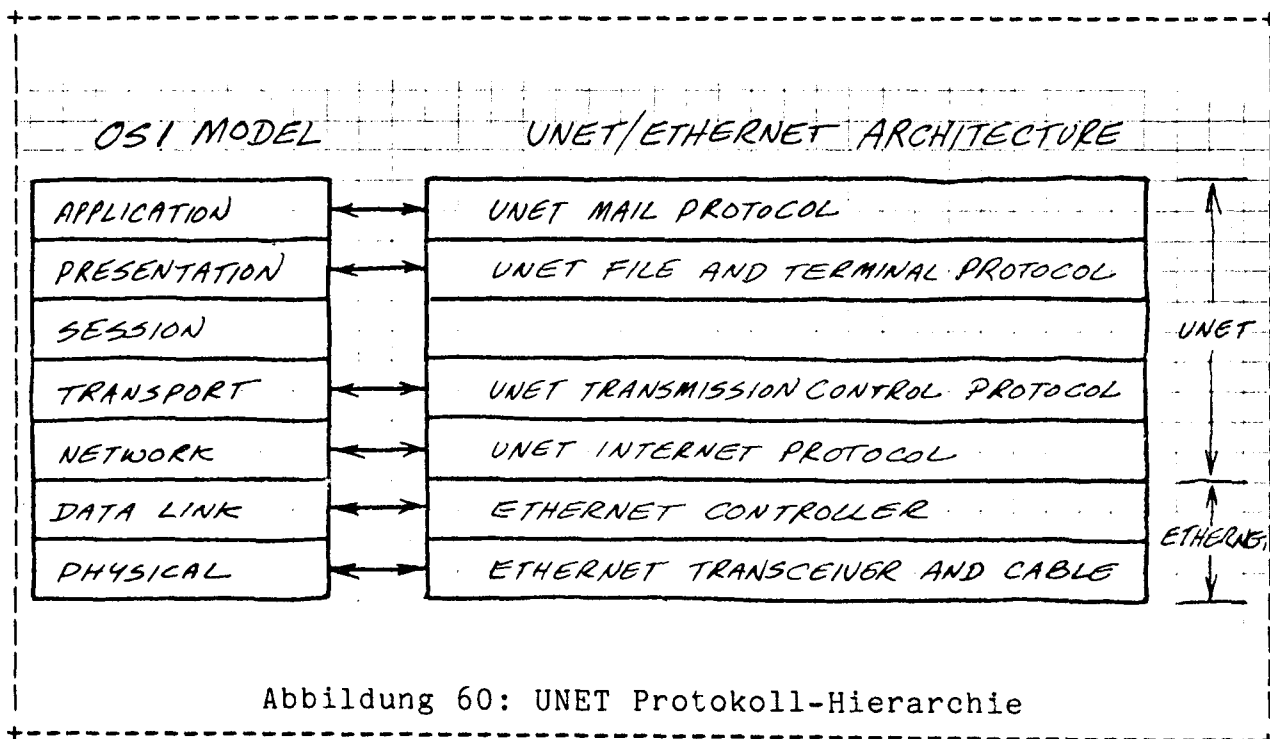 OSI MODEL UNET/ETHERNET ARCHITECTURE
APPLICATION UNET MAIL PROTOCOL
PRESENTATION UNET FILE AND TERMINAL PROTOCOL
SESSION
UNET
TRANSPORT UNET TRANSMISSION CONTROL PROTOCOL
NETWORK UNET INTERNET PROTOCOL
DATA LINK ETHERNET CONTROLLER
ETHERNET
PHYSICAL ETHERNET TRANSCEIVER AND CABLE
Abbildung 60: UNET Protokoll-Hierarchie